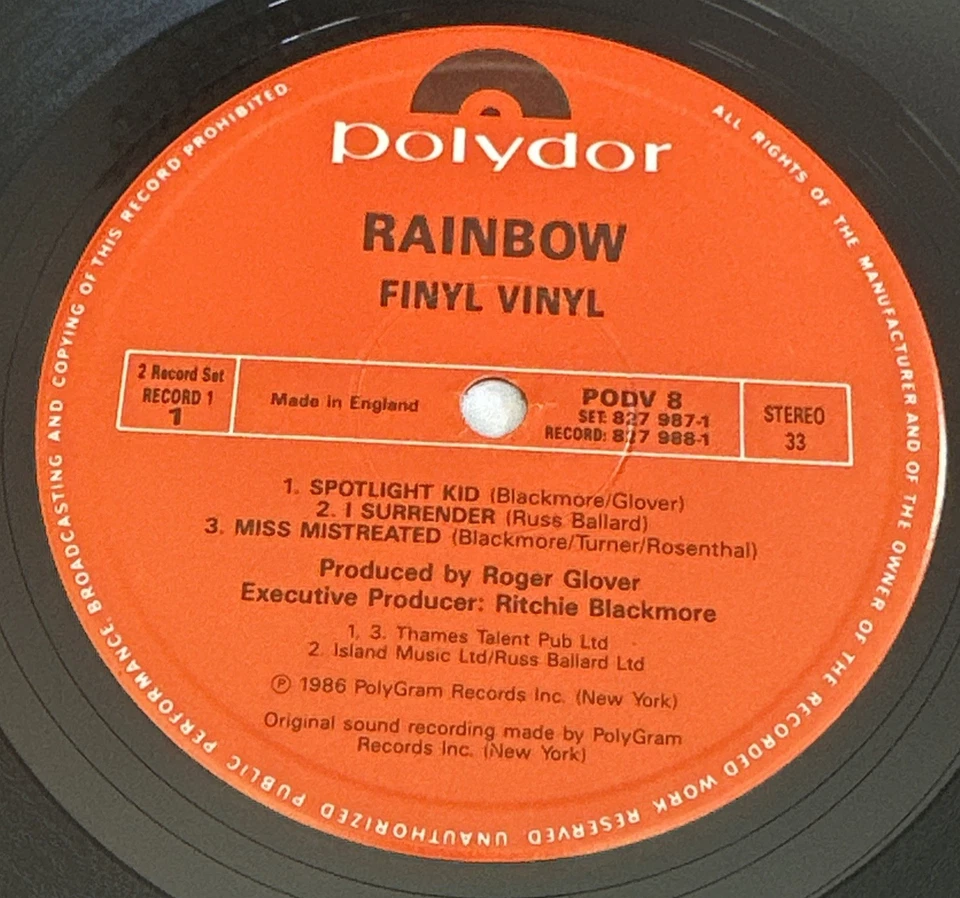 polydor
RAINBOW
FINYL VINYL
2 Record Set
RECORD 1
1
Made in England
PODV 8
SET: 827 987-1
RECORD: 827 988-1
STEREO
33
1. SPOTLIGHT KID (Blackmore/Glover)
2. I SURRENDER (Russ Ballard)
3. MISS MISTREATED (Blackmore/Turner/Rosenthal)
Produced by Roger Glover
Executive Producer: Ritchie Blackmore
1. 3. Thames Talent Pub Ltd
2. Island Music Ltd/Russ Ballard Ltd
℗ 1986 PolyGram Records Inc. (New York)
Original sound recording made by PolyGram
Records Inc. (New York)
ALL RIGHTS OF THE MANUFACTURER AND OF THE OWNER OF THE RECORDED WORK RESERVED UNAUTHORIZED PUBLIC PERFORMANCE, BROADCASTING AND COPYING OF THIS RECORD PROHIBITED.